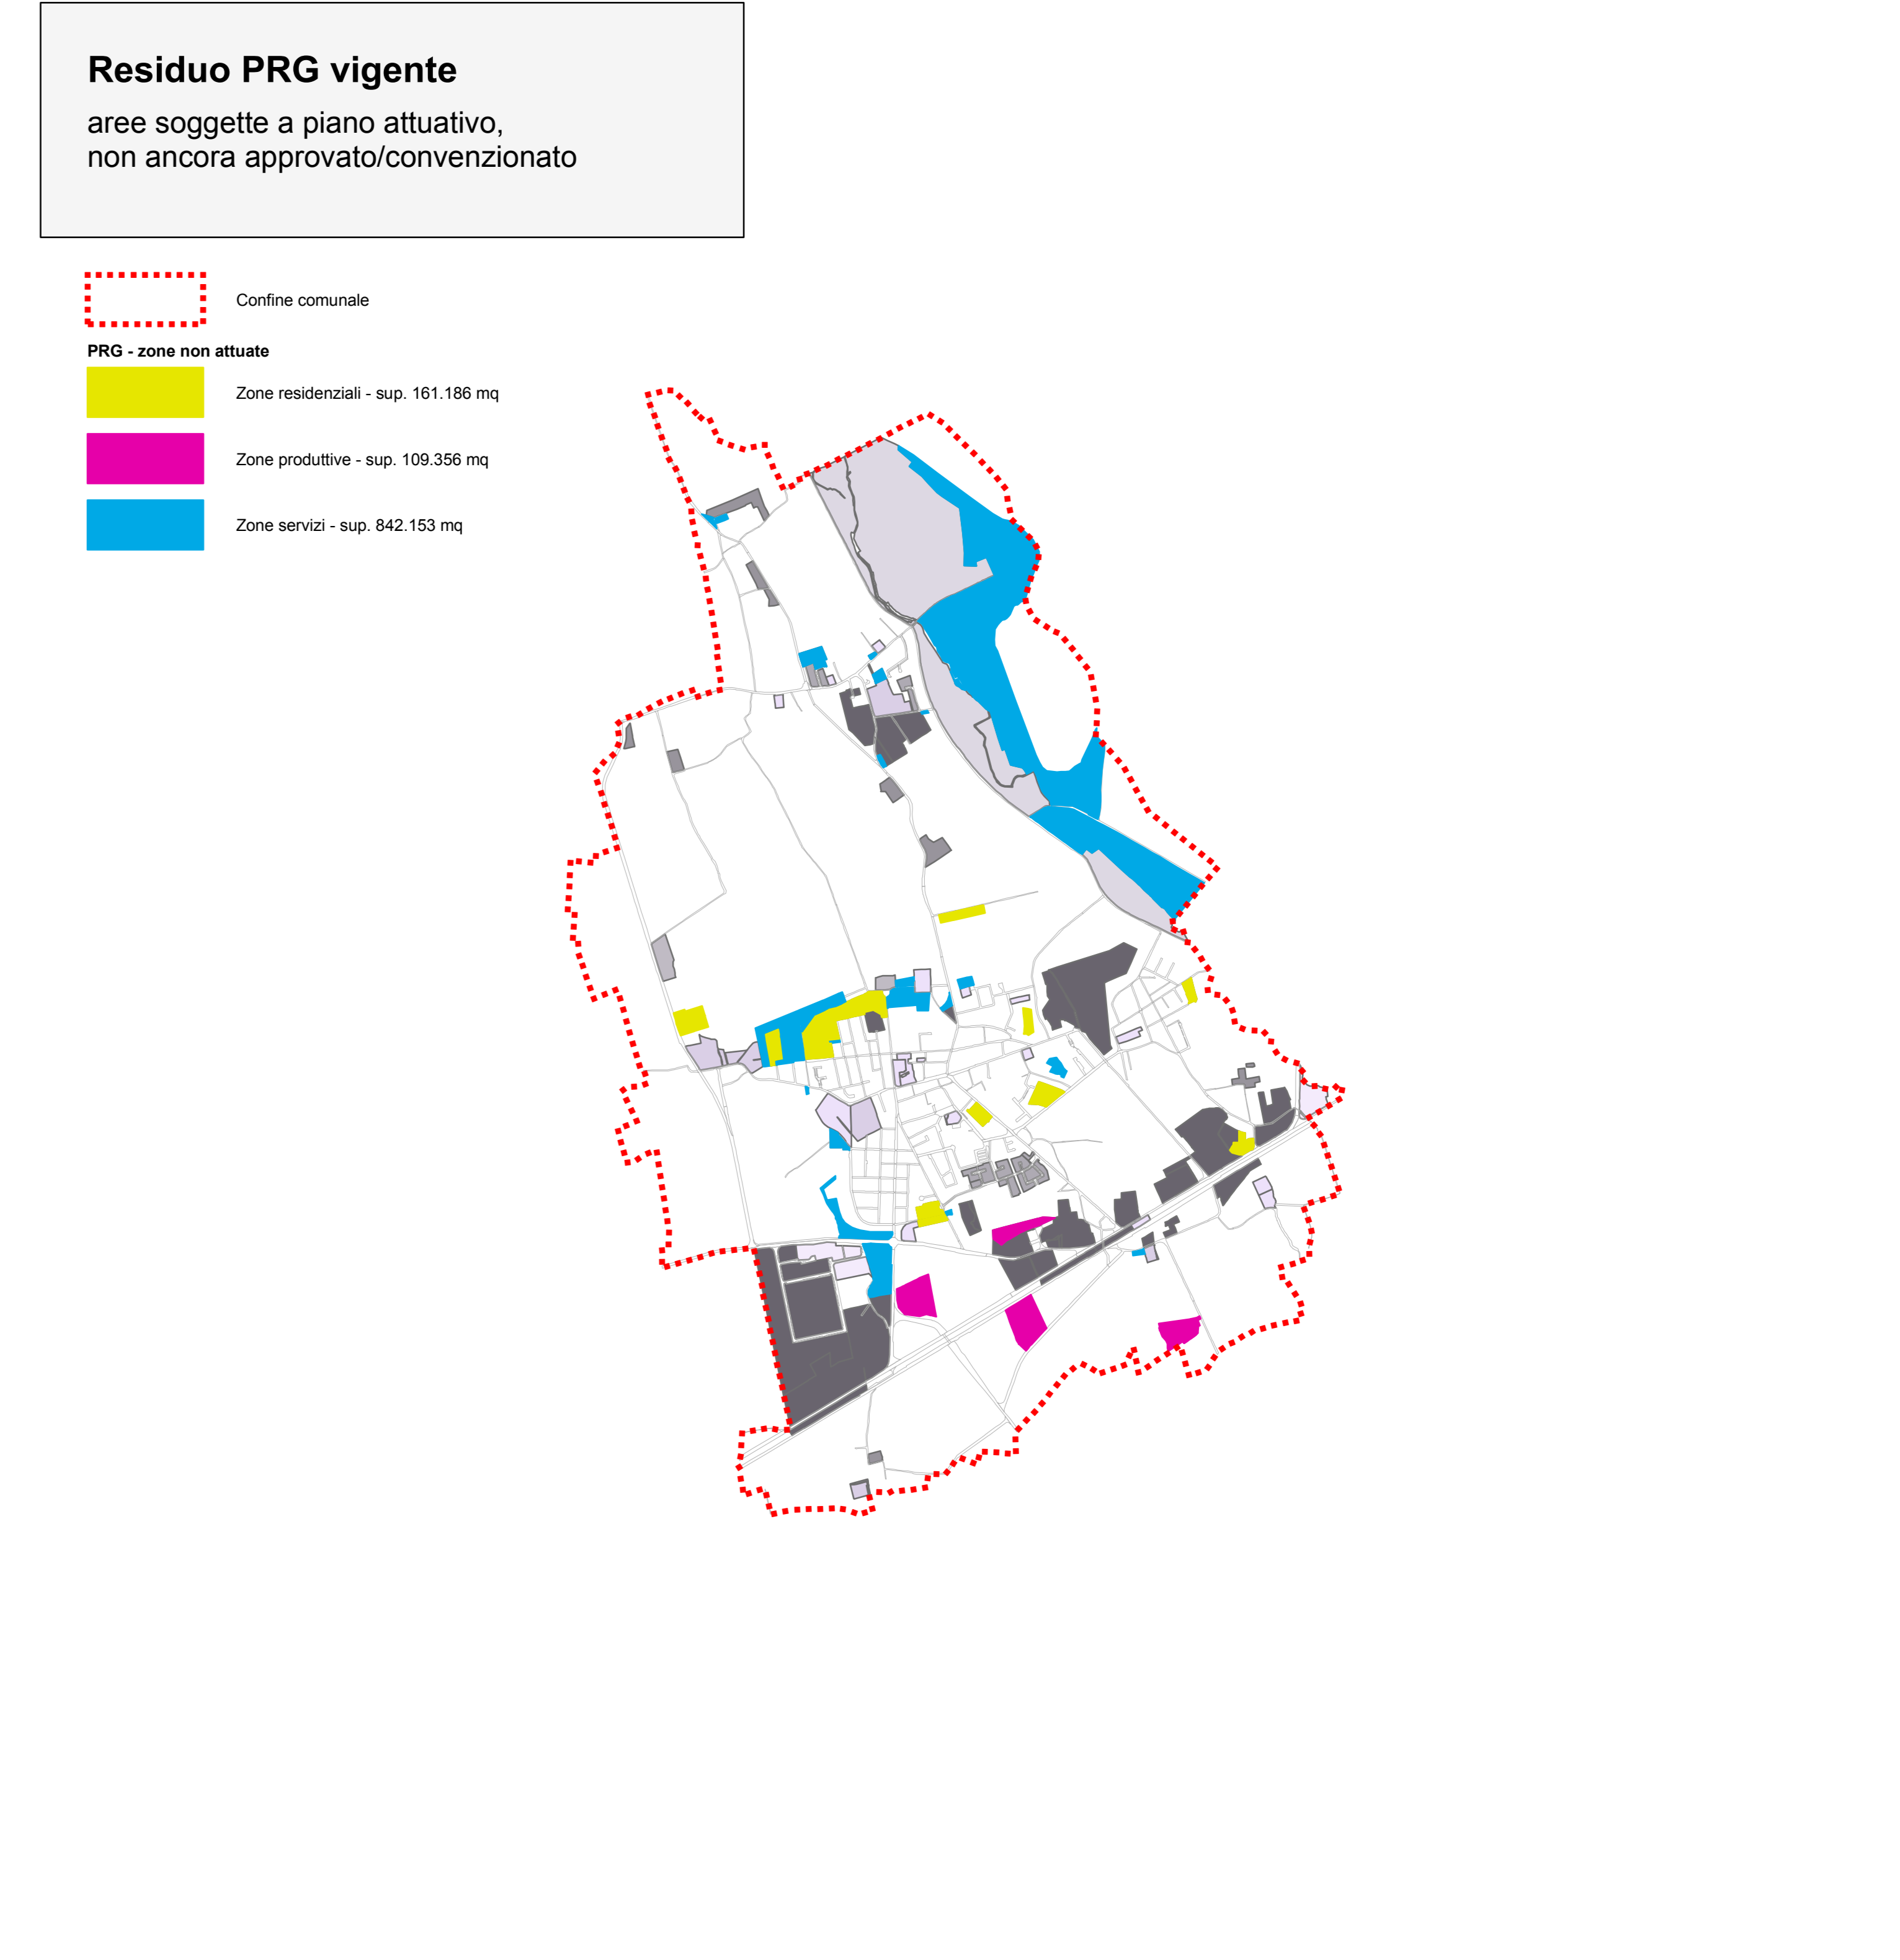 Residuo PRG vigente
aree soggette a piano attuativo,
non ancora approvato/convenzionato
Confine comunale
PRG - zone non attuate
Zone residenziali - sup. 161.186 mq
Zone produttive - sup. 109.356 mq
Zone servizi - sup. 842.153 mq